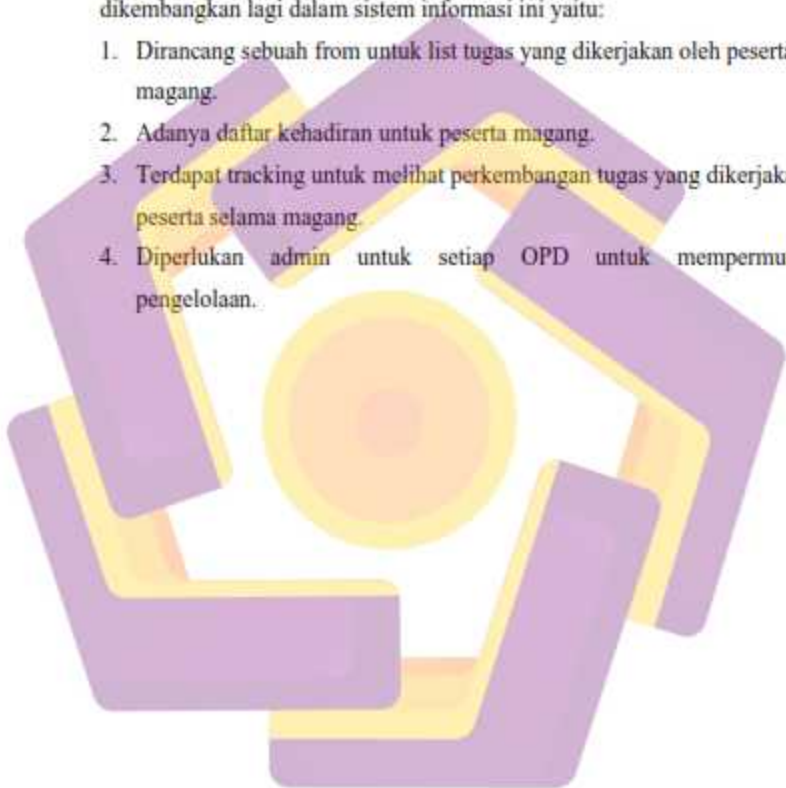 dikembangkan lagi dalam sistem informasi ini yaitu:
1. Dirancang sebuah from untuk list tugas yang dikerjakan oleh peserta
magang.
2. Adanya daftar kehadiran untuk peserta magang.
3. Terdapat tracking untuk melihat perkembangan tugas yang dikerjak
peserta selama magang.
4. Diperlukan admin untuk setiap OPD untuk mempermu
pengelolaan.